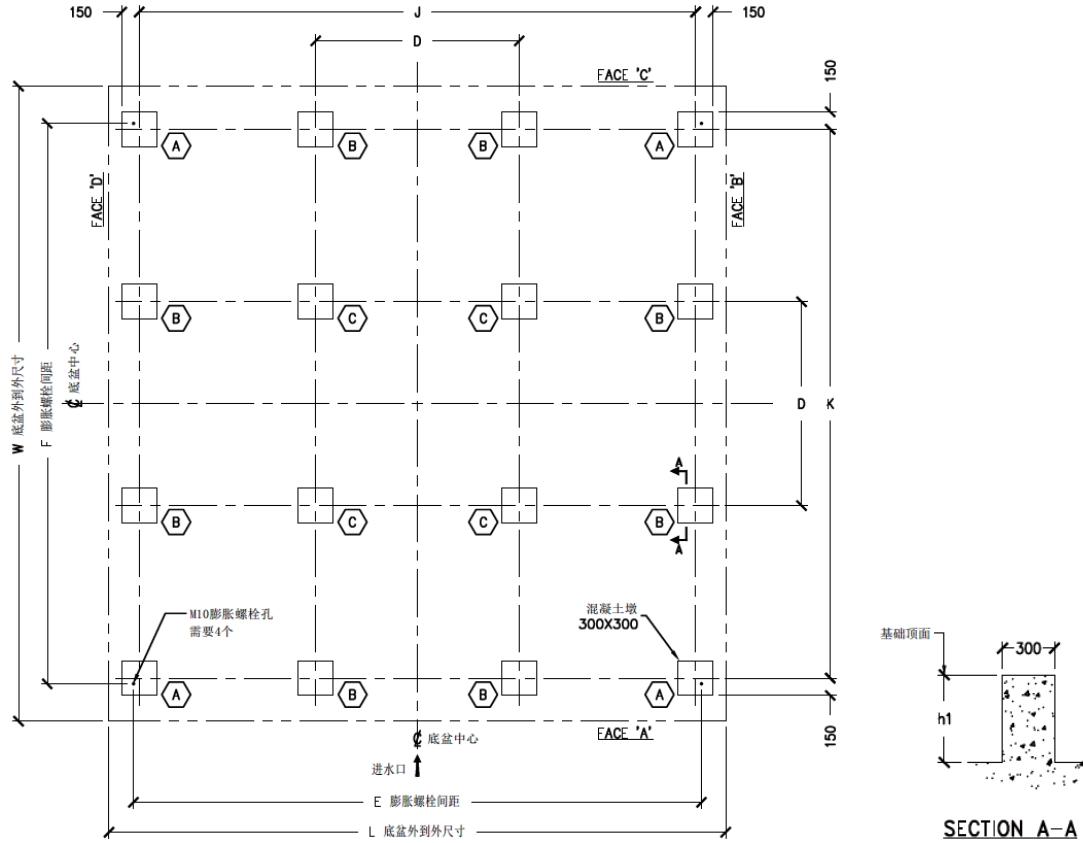 150
J
150
D
FACE 'C'
150
A
B
B
A
FACE 'D'
FACE 'B'
B
C
C
B
W 底盆外到外尺寸
F 膨胀螺栓间距
℄ 底盆中心
D
K
A
B
C
C
B
A
M10膨胀螺栓孔
需要4个
混凝土墩
300X300
基础顶面
300
h1
A
B
B
A
FACE 'A'
℄ 底盆中心
150
进水口
E 膨胀螺栓间距
L 底盆外到外尺寸
SECTION A-A